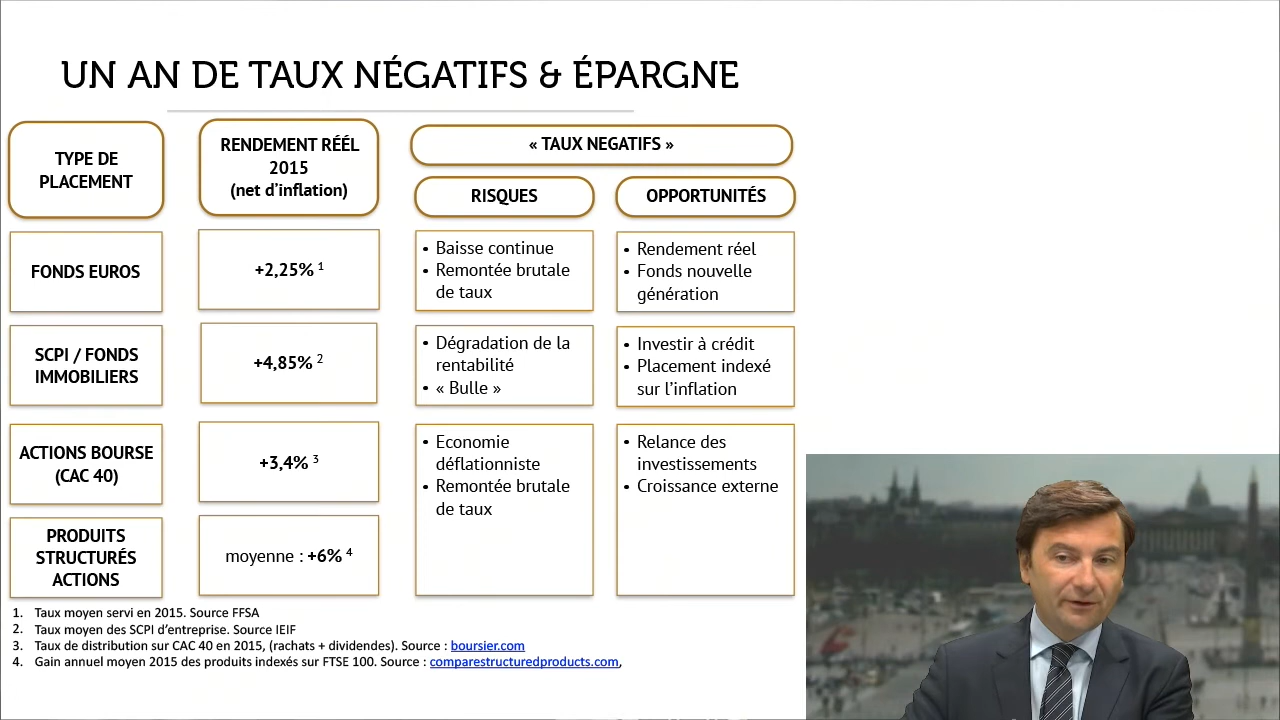 UN AN DE TAUX NÉGATIFS & ÉPARGNE
TYPE DE
PLACEMENT
RENDEMENT RÉÉL
2015
(net d’inflation)
« TAUX NEGATIFS »
RISQUES
OPPORTUNITÉS
FONDS EUROS
+2,25% 1
• Baisse continue
• Remontée brutale
de taux
• Rendement réel
• Fonds nouvelle
génération
SCPI / FONDS
IMMOBILIERS
+4,85% 2
• Dégradation de la
rentabilité
• « Bulle »
• Investir à crédit
• Placement indexé
sur l’inflation
ACTIONS BOURSE
(CAC 40)
+3,4% 3
• Economie
déflationniste
• Remontée brutale
de taux
• Relance des
investissements
• Croissance externe
PRODUITS
STRUCTURÉS
ACTIONS
moyenne : +6% 4
1. Taux moyen servi en 2015. Source FFSA
2. Taux moyen des SCPI d’entreprise. Source IEIF
3. Taux de distribution sur CAC 40 en 2015, (rachats + dividendes). Source : boursier.com
4. Gain annuel moyen 2015 des produits indexés sur FTSE 100. Source : comparestructuredproducts.com,